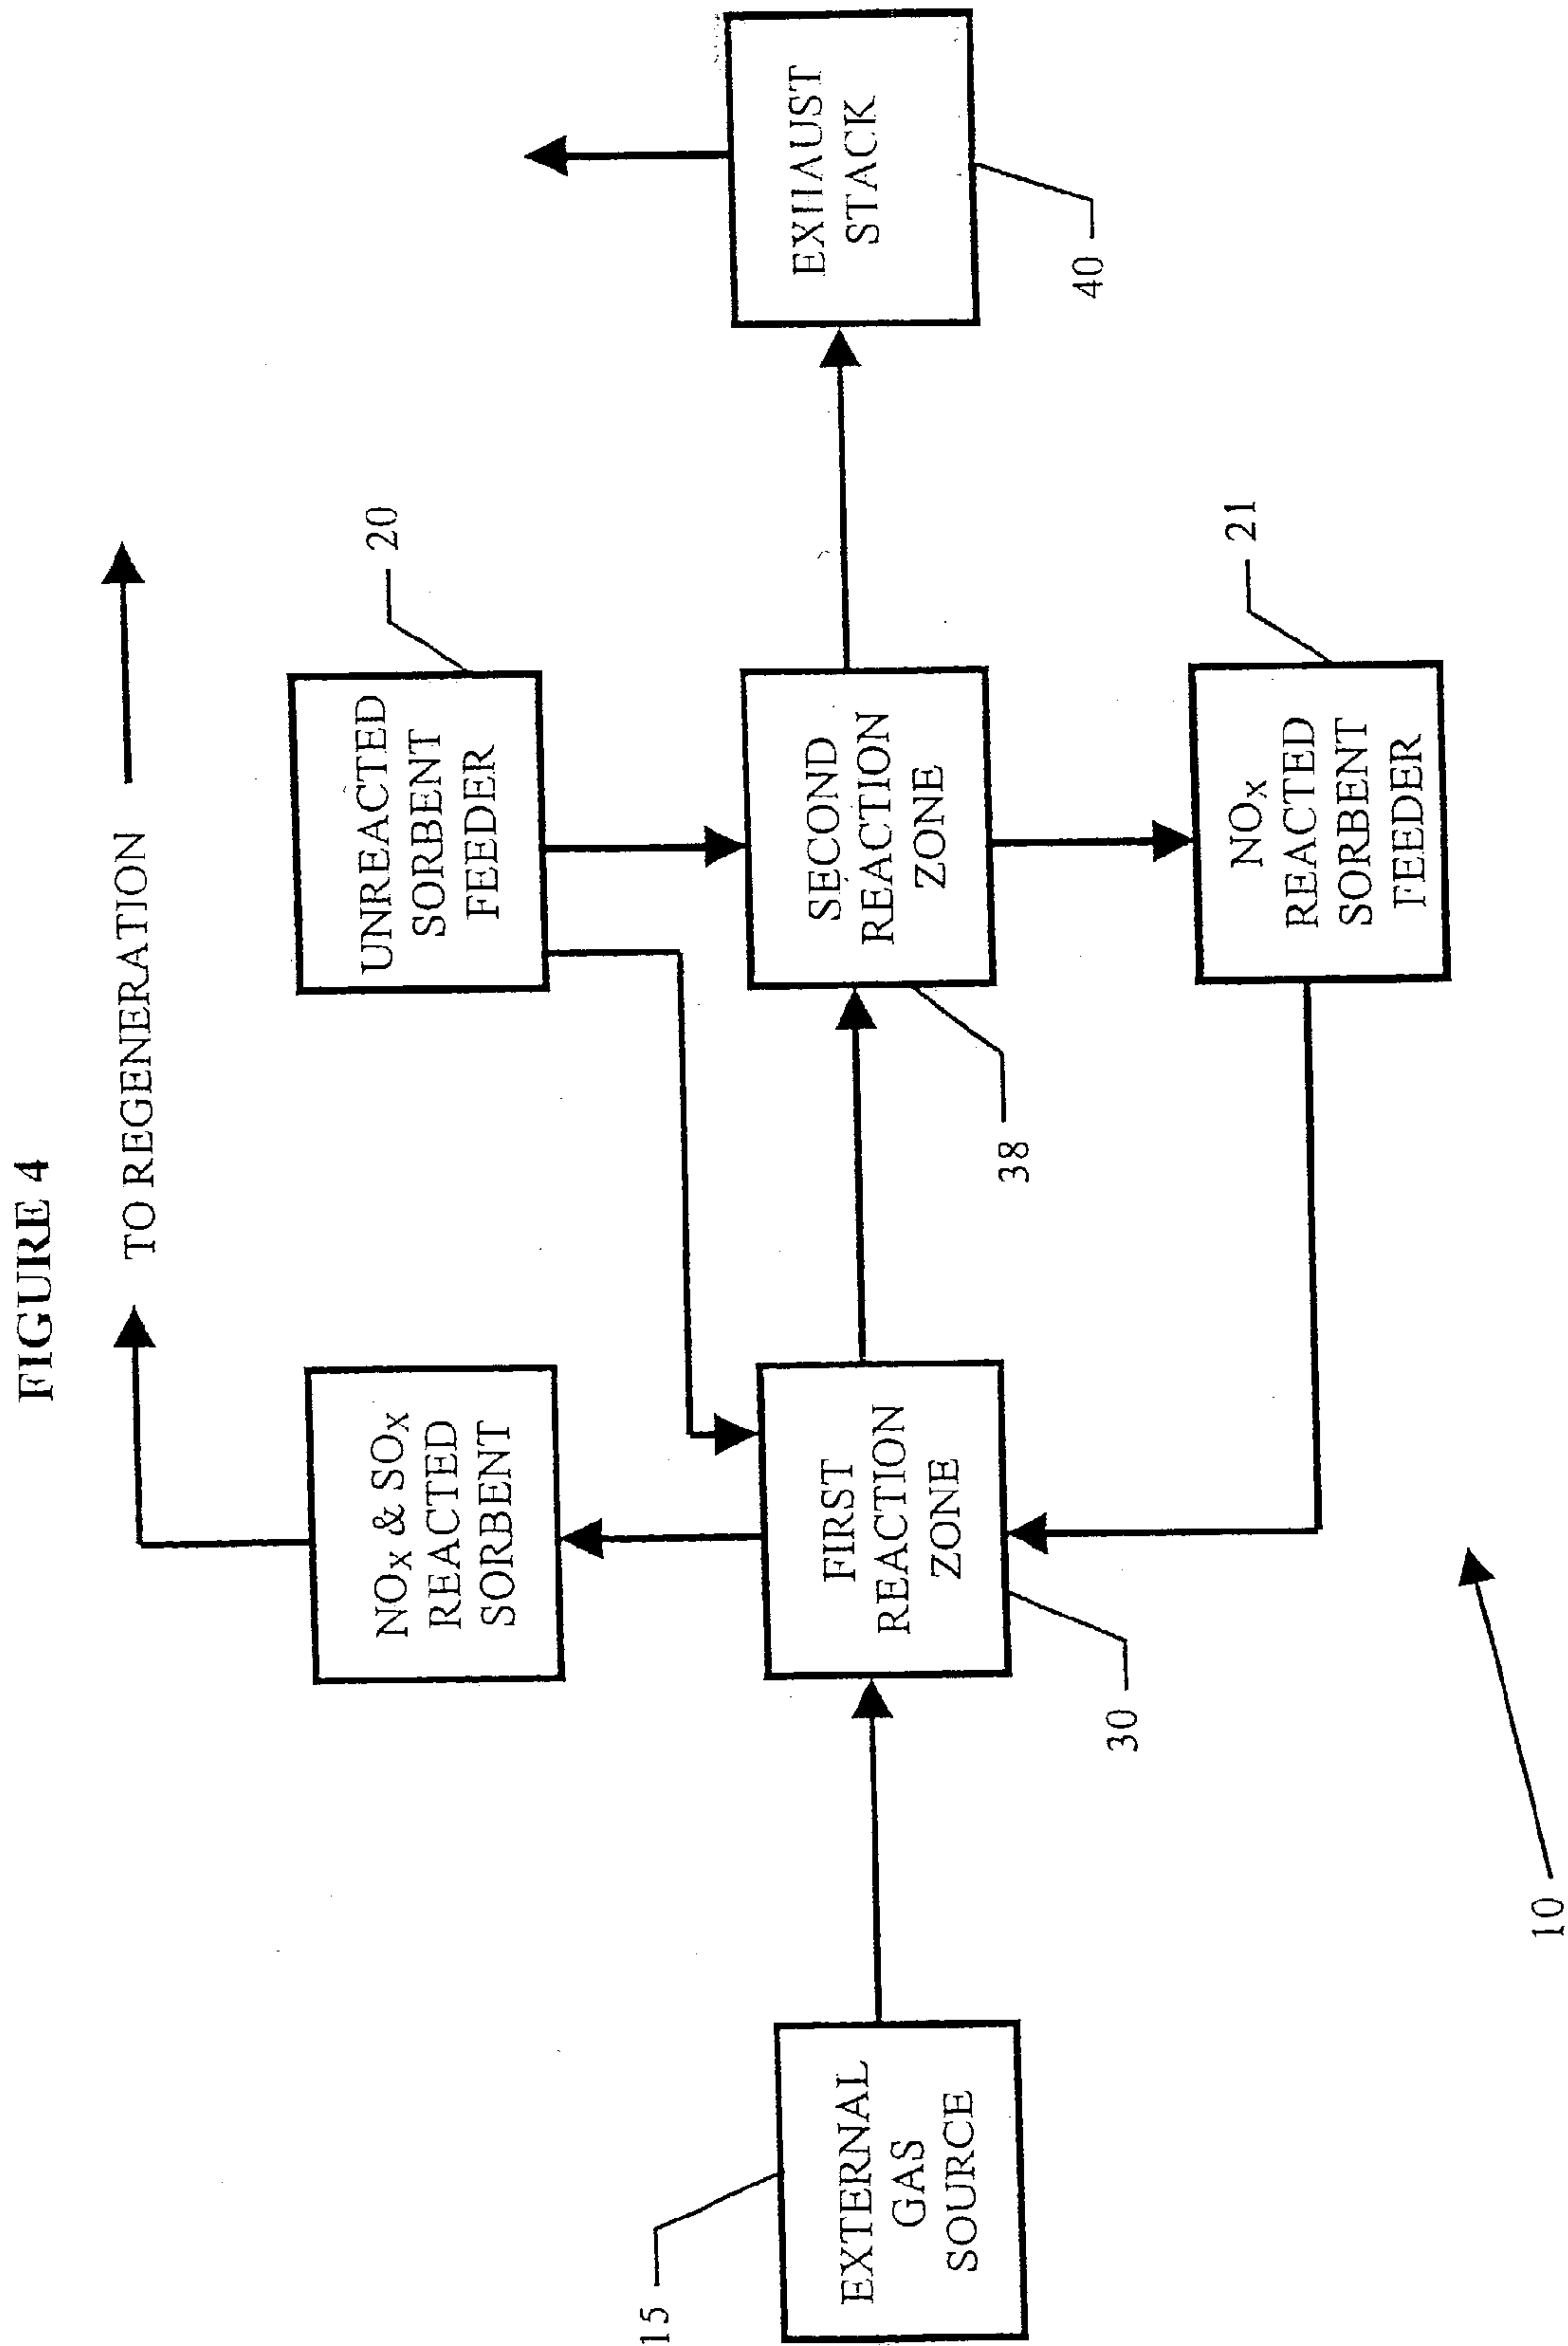 FIGURE 4
TO REGENERATION
NOX & SOX
REACTED
SORBENT
UNREACTED
SORBENT
FEEDER
20
EXTERNAL
GAS
SOURCE
15
FIRST
REACTION
ZONE
30
SECOND
REACTION
ZONE
38
EXHAUST
STACK
40
NOX
REACTED
SORBENT
FEEDER
21
10